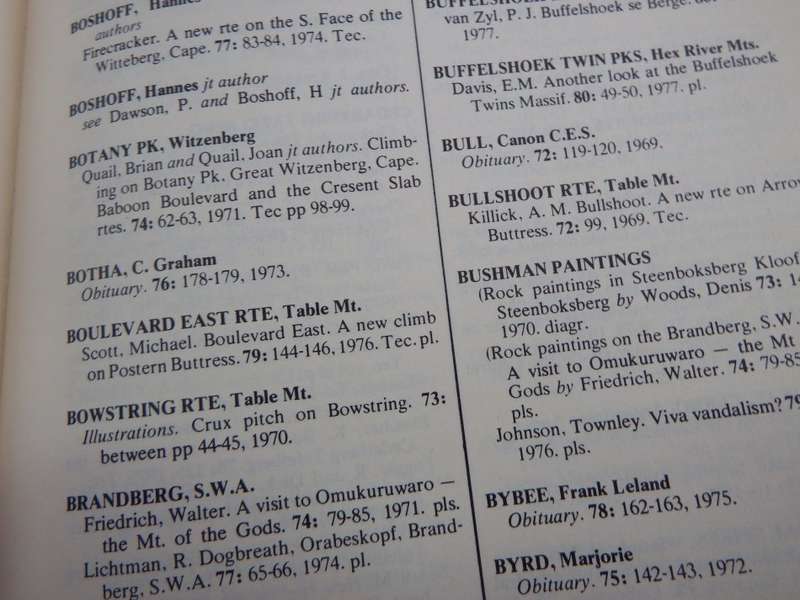 BOSHOFF, Hannes
authors
Firecracker. A new rte on the S. Face of the
Witteberg, Cape. 77: 83-84, 1974. Tec.
BOSHOFF, Hannes jt author
see Dawson, P. and Boshoff, H jt authors.
BOTANY PK, Witzenberg
Quail, Brian and Quail, Joan jt authors. Climb-
ing on Botany Pk. Great Witzenberg, Cape.
Baboon Boulevard and the Cresent Slab
rtes. 74: 62-63, 1971. Tec pp 98-99.
BOTHA, C. Graham
Obituary. 76: 178-179, 1973.
BOULEVARD EAST RTE, Table Mt.
Scott, Michael. Boulevard East. A new climb
on Postern Buttress. 79: 144-146, 1976. Tec. pl.
BOWSTRING RTE, Table Mt.
Illustrations. Crux pitch on Bowstring. 73:
between pp 44-45, 1970.
BRANDBERG, S.W.A.
Friedrich, Walter. A visit to Omukuruwaro —
the Mt. of the Gods. 74: 79-85, 1971. pls.
Lichtman, R. Dogbreath, Orabeskopf, Brand-
berg, S.W.A. 77: 65-66, 1974. pl.
van Zyl, P. J. Buffelshoek se Berge.
1977.
BUFFELSHOEK TWIN PKS, Hex River Mts.
Davis, E.M. Another look at the Buffelshoek
Twins Massif. 80: 49-50, 1977. pl.
BULL, Canon C.E.S.
Obituary. 72: 119-120, 1969.
BULLSHOOT RTE, Table Mt.
Killick, A. M. Bullshoot. A new rte on Arrow
Buttress. 72: 99, 1969. Tec.
BUSHMAN PAINTINGS
(Rock paintings in Steenboksberg Kloof
Steenboksberg by Woods, Denis 73: 14
1970. diagr.
(Rock paintings on the Brandberg, S.W.
A visit to Omukuruwaro — the Mt
Gods by Friedrich, Walter. 74: 79-85
pls.
Johnson, Townley. Viva vandalism? 79
1976. pls.
BYBEE, Frank Leland
Obituary. 78: 162-163, 1975.
BYRD, Marjorie
Obituary. 75: 142-143, 1972.